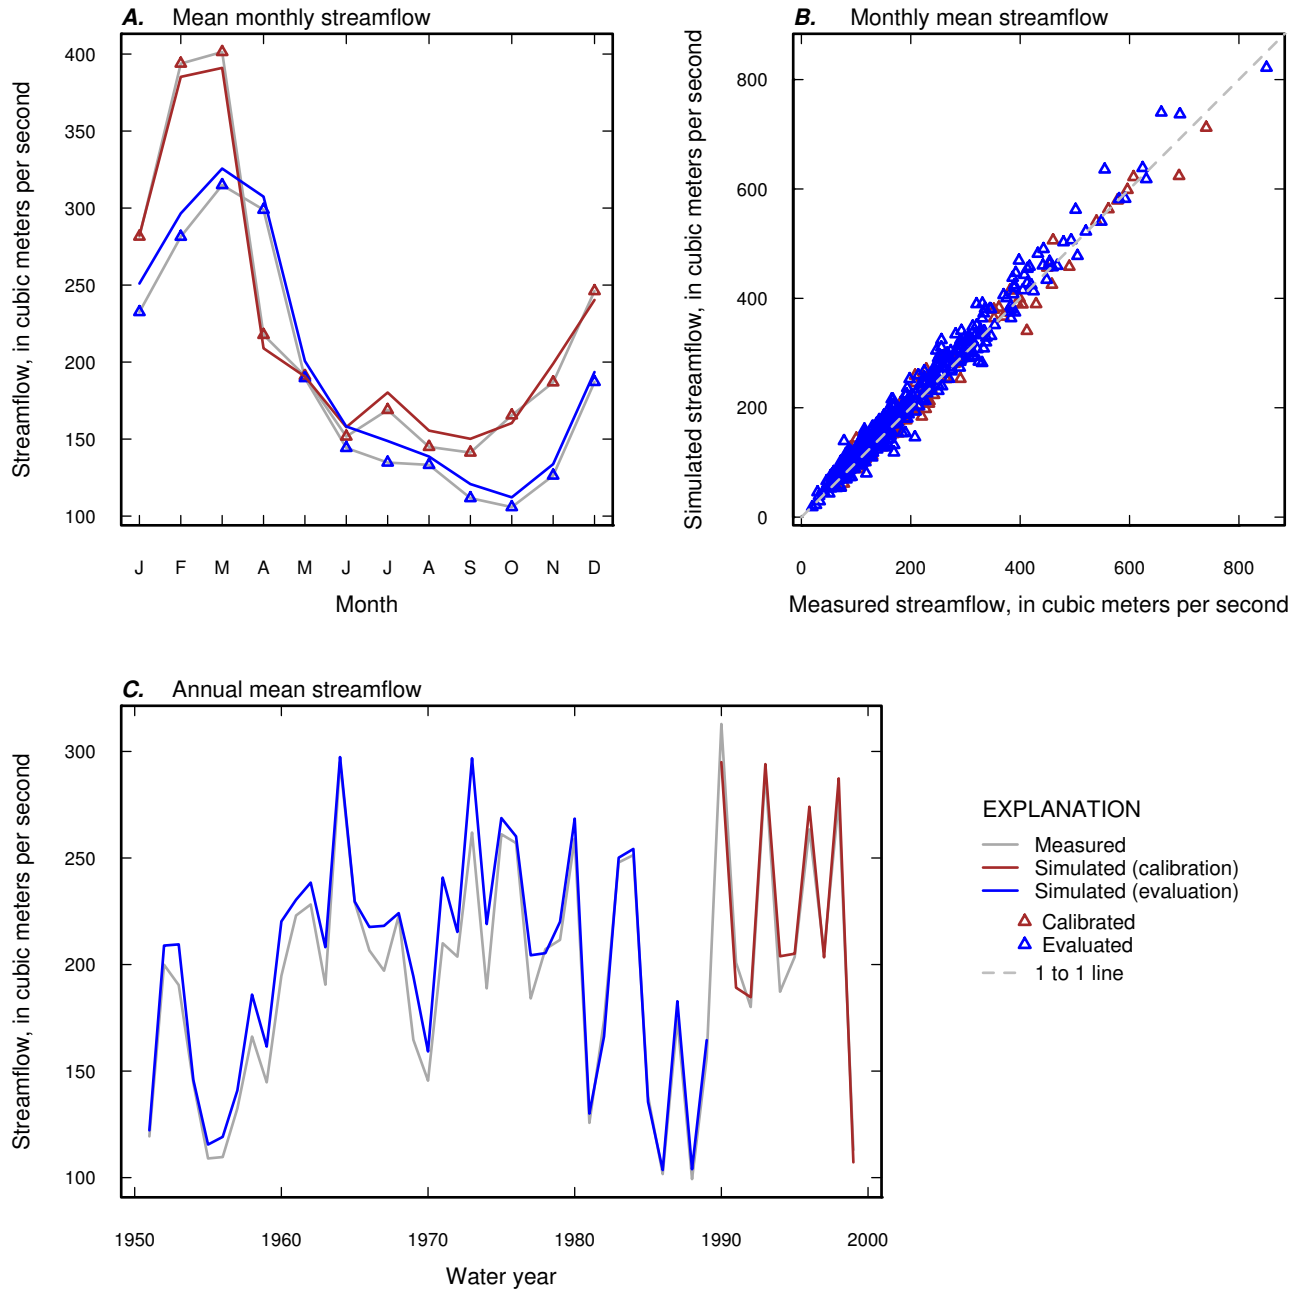 A. Mean monthly streamflow
400
350
300
250
200
150
100
Streamflow, in cubic meters per second
J F M A M J J A S O N D
Month
B. Monthly mean streamflow
800
600
400
200
0
Simulated streamflow, in cubic meters per second
0 200 400 600 800
Measured streamflow, in cubic meters per second
C. Annual mean streamflow
300
250
200
150
100
Streamflow, in cubic meters per second
1950 1960 1970 1980 1990 2000
Water year
EXPLANATION
Measured
Simulated (calibration)
Simulated (evaluation)
Calibrated
Evaluated
1 to 1 line